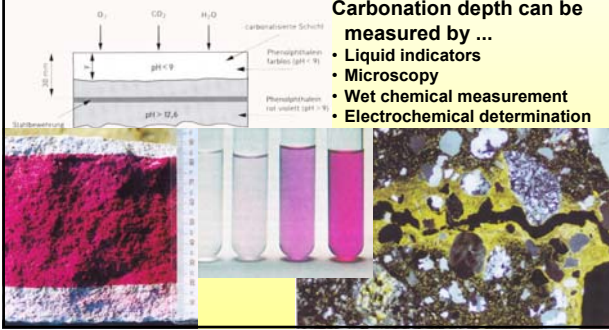 Carbonation depth can be
measured by ...
• Liquid indicators
• Microscopy
• Wet chemical measurement
• Electrochemical determination
O₂ CO₂ H₂O
carbonatisierte Schicht
30 mm
pH < 9
Phenolphthalein
farblos (pH < 9)
Stahlbewehrung
pH > 12,6
Phenolphthalein
rot violett (pH > 9)